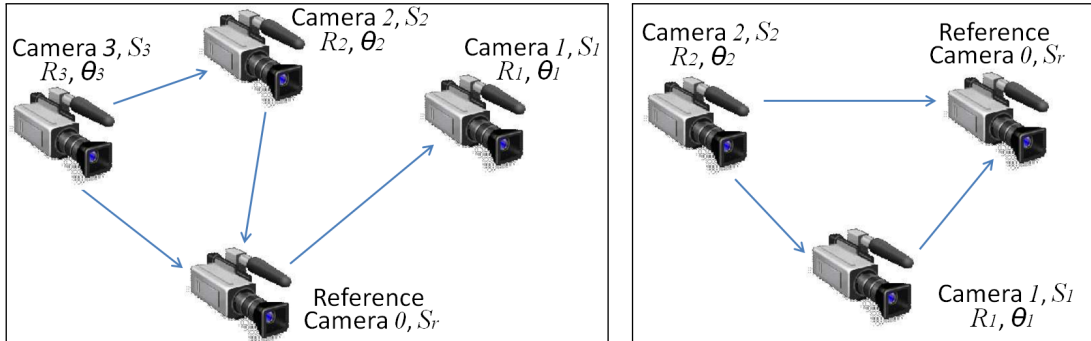 Camera 3, S3
R3, θ3
Camera 2, S2
R2, θ2
Camera 1, S1
R1, θ1
Reference
Camera 0, Sr
Camera 2, S2
R2, θ2
Reference
Camera 0, Sr
Camera 1, S1
R1, θ1